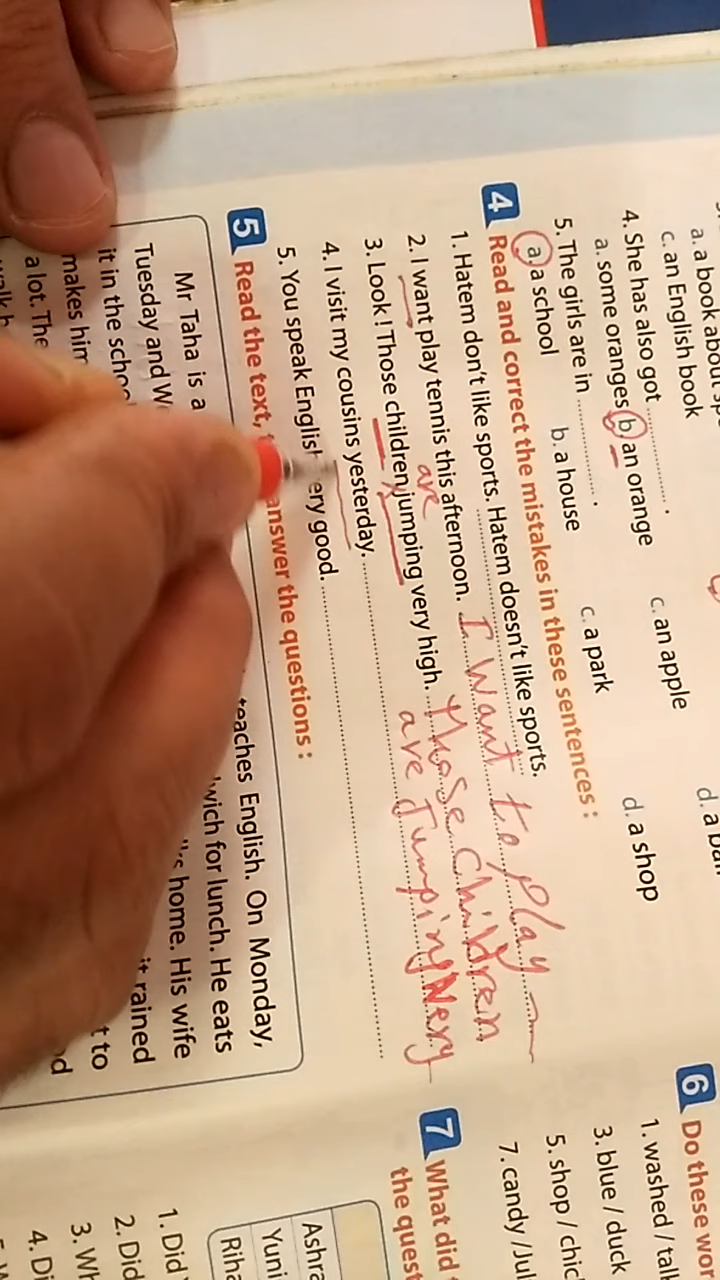 a. a book about
c. an English book
4. She has also got ............ .
a. some oranges b. an orange c. an apple d. a
5. The girls are in ............ .
a. a school b. a house c. a park d. a shop
4 Read and correct the mistakes in these sentences :
1. Hatem don't like sports. Hatem doesn't like sports.
2. I want play tennis this afternoon. I want to play
3. Look! Those children jumping very high. Those children
are
are Jumping Very
4. I visit my cousins yesterday.
5. You speak English very good.
5 Read the text, answer the questions :
Mr Taha is a teaches English. On Monday,
Tuesday and for lunch. He eats
it in the home. His wife
makes him it rained
a lot. The t to
6 Do these
1. washed / tall
3. blue / duck
5. shop / chic
7. candy / Jul
7 What did
the quest
Ashra
Yuni
Riha
1. Did
2. Did
3. Wh
4. Di